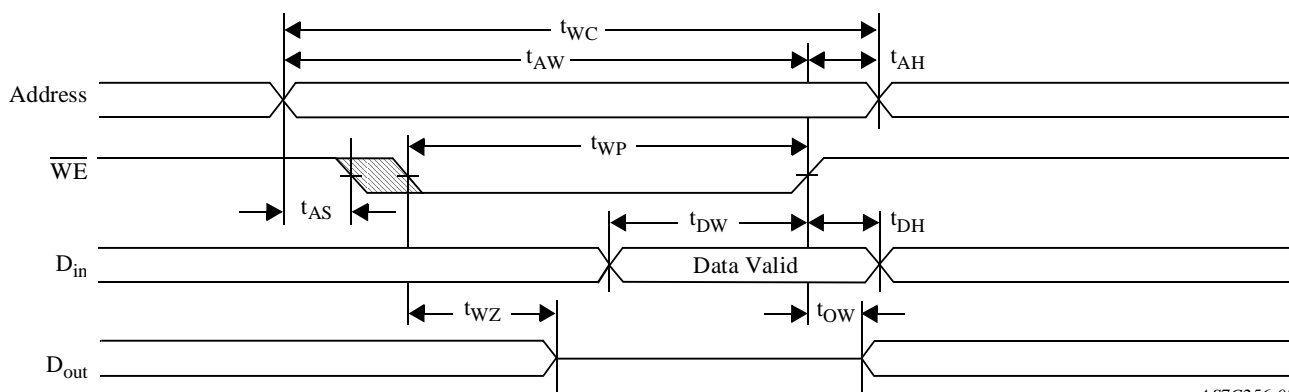 tWC
tAW
tAH
Address
tWP
WE
tAS
tDW
tDH
Din
Data Valid
tWZ
tOW
Dout